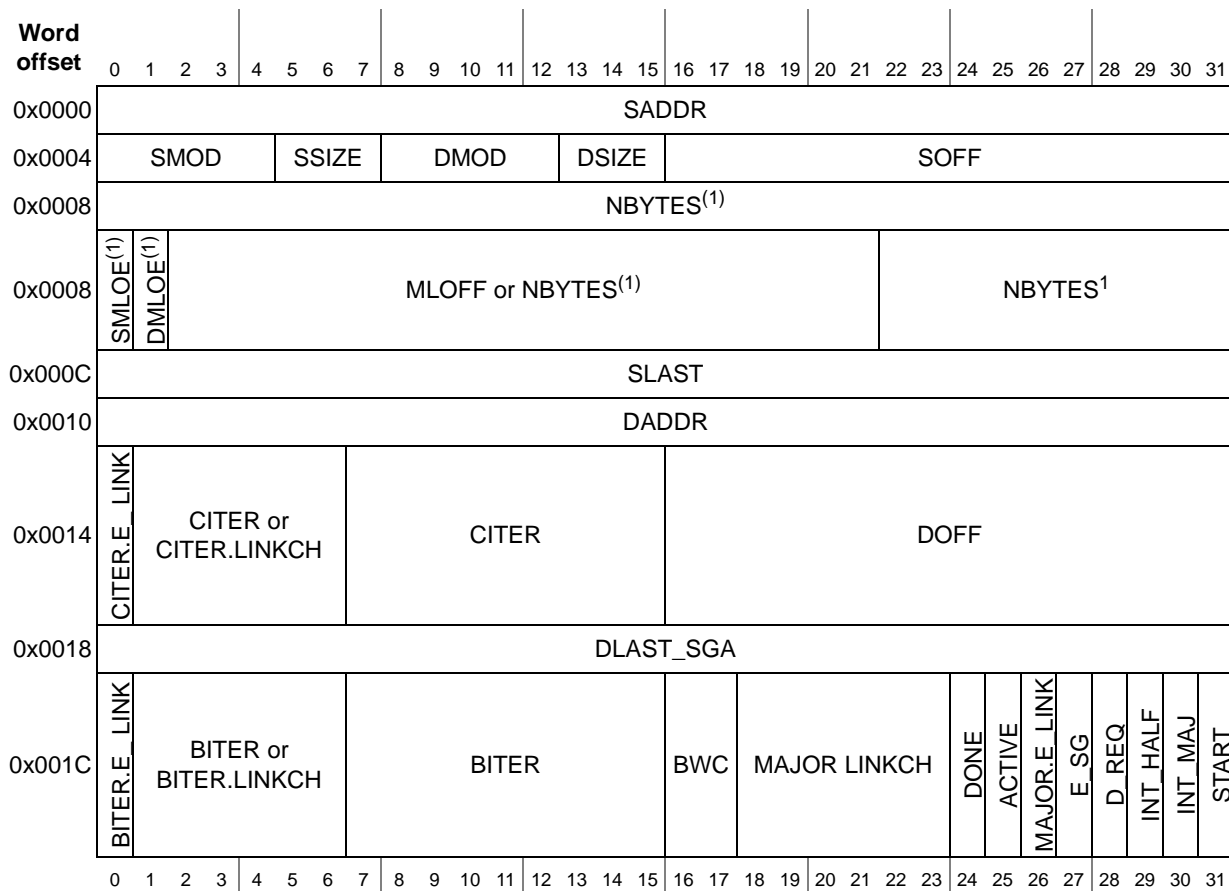 Word
offset
0 1 2 3 4 5 6 7 8 9 10 11 12 13 14 15 16 17 18 19 20 21 22 23 24 25 26 27 28 29 30 31
0x0000 SADDR
0x0004 SMOD SSIZE DMOD DSIZE SOFF
0x0008 NBYTES(1)
0x0008 SMLOE(1) DMLOE(1) MLOFF or NBYTES(1) NBYTES1
0x000C SLAST
0x0010 DADDR
0x0014 CITER.E_ LINK CITER or
CITER.LINKCH CITER DOFF
0x0018 DLAST_SGA
0x001C BITER.E_ LINK BITER or
BITER.LINKCH BITER BWC MAJOR LINKCH DONE ACTIVE MAJOR.E_LINK E_SG D_REQ INT_HALF INT_MAJ START
0 1 2 3 4 5 6 7 8 9 10 11 12 13 14 15 16 17 18 19 20 21 22 23 24 25 26 27 28 29 30 31